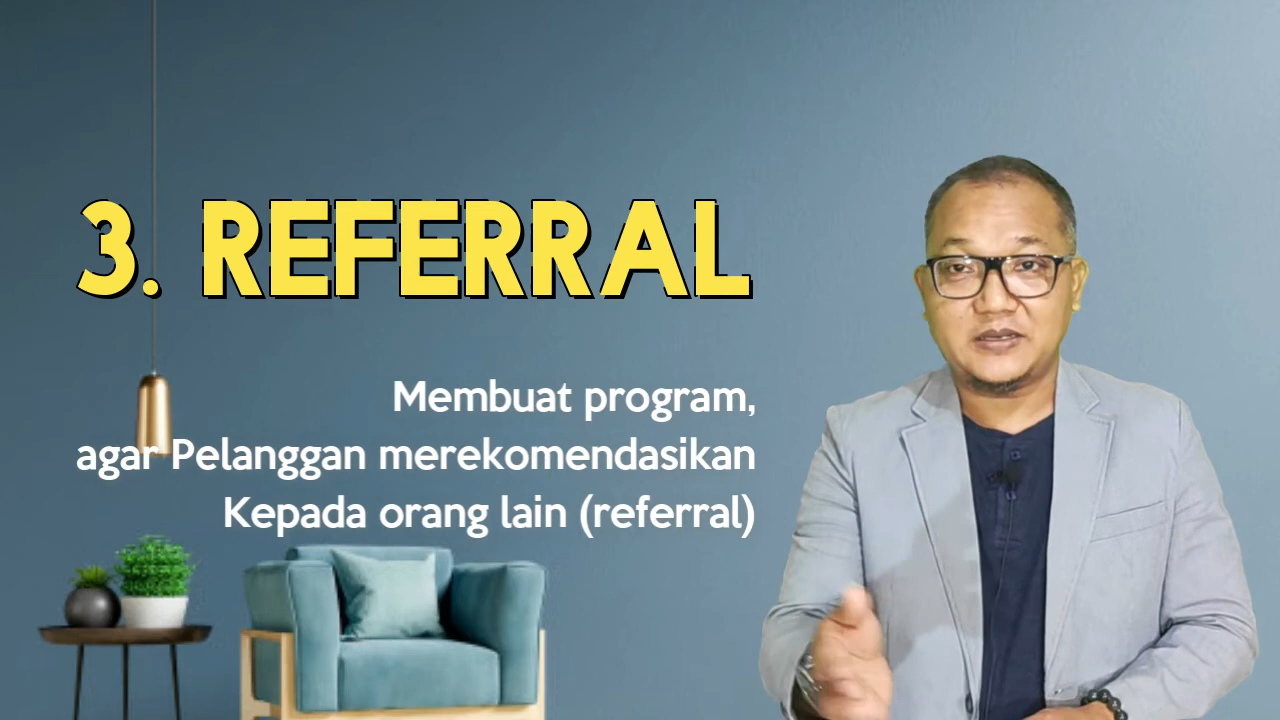 3. REFERRAL
Membuat program,
agar Pelanggan merekomendasikan
Kepada orang lain (referral)